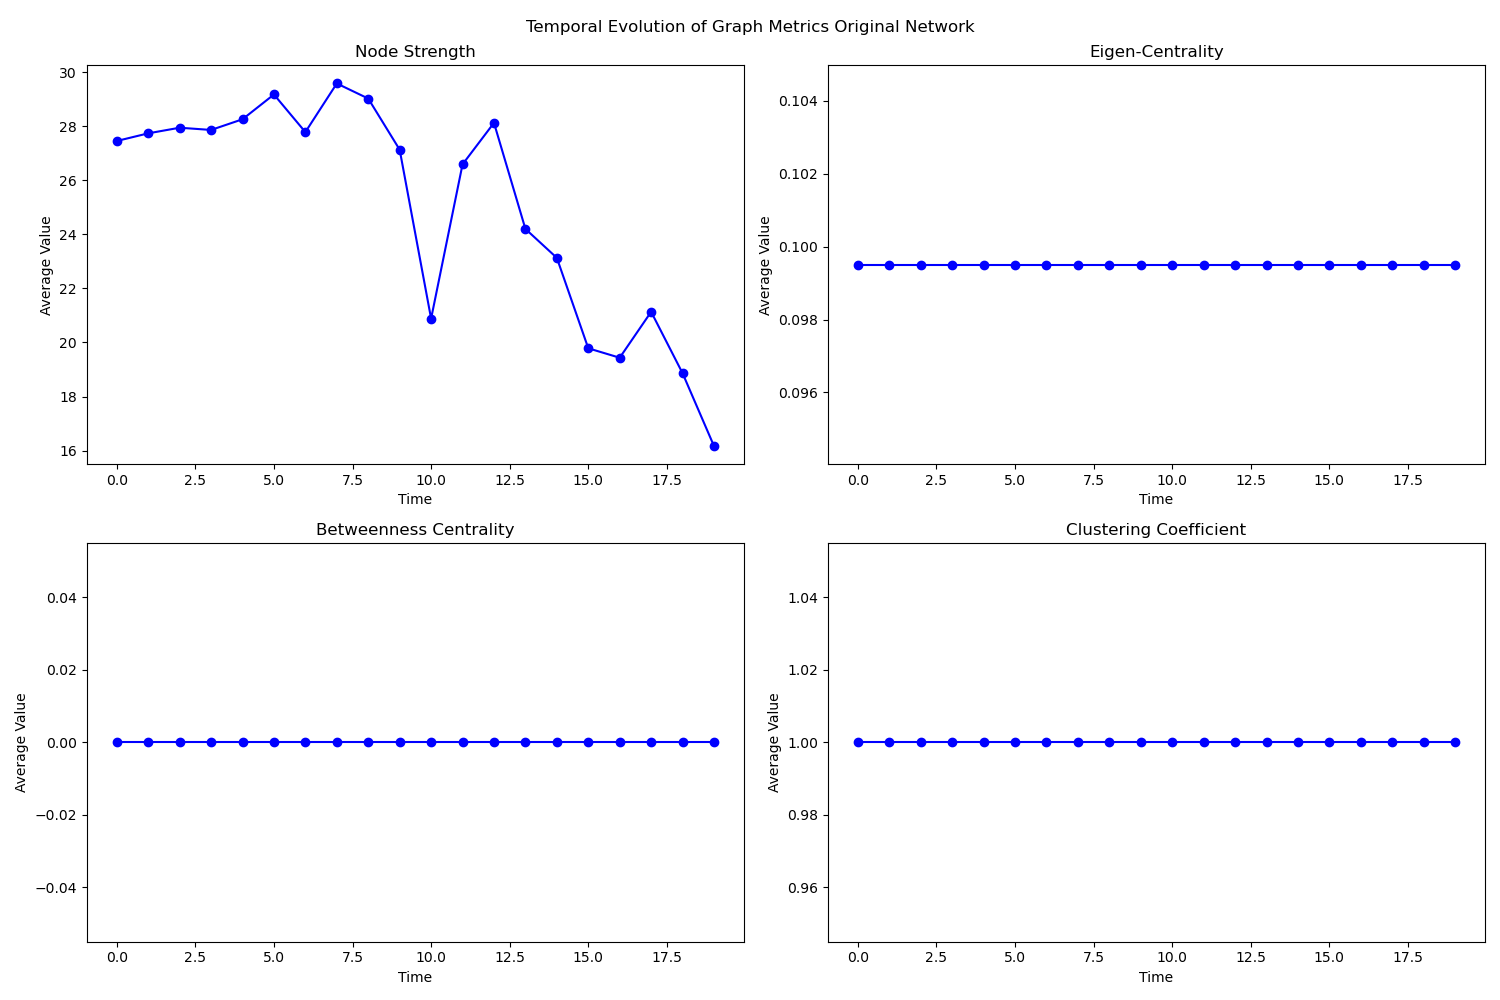 Temporal Evolution of Graph Metrics Original Network
Node Strength
30
28
26
24
22
20
18
16
Average Value
0.0 2.5 5.0 7.5 10.0 12.5 15.0 17.5
Time
Eigen-Centrality
0.104
0.102
0.100
0.098
0.096
Average Value
0.0 2.5 5.0 7.5 10.0 12.5 15.0 17.5
Time
Betweenness Centrality
0.04
0.02
0.00
−0.02
−0.04
Average Value
0.0 2.5 5.0 7.5 10.0 12.5 15.0 17.5
Time
Clustering Coefficient
1.04
1.02
1.00
0.98
0.96
Average Value
0.0 2.5 5.0 7.5 10.0 12.5 15.0 17.5
Time